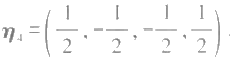 η₄ = ( 1/2 , -1/2 , -1/2 , 1/2 ) .